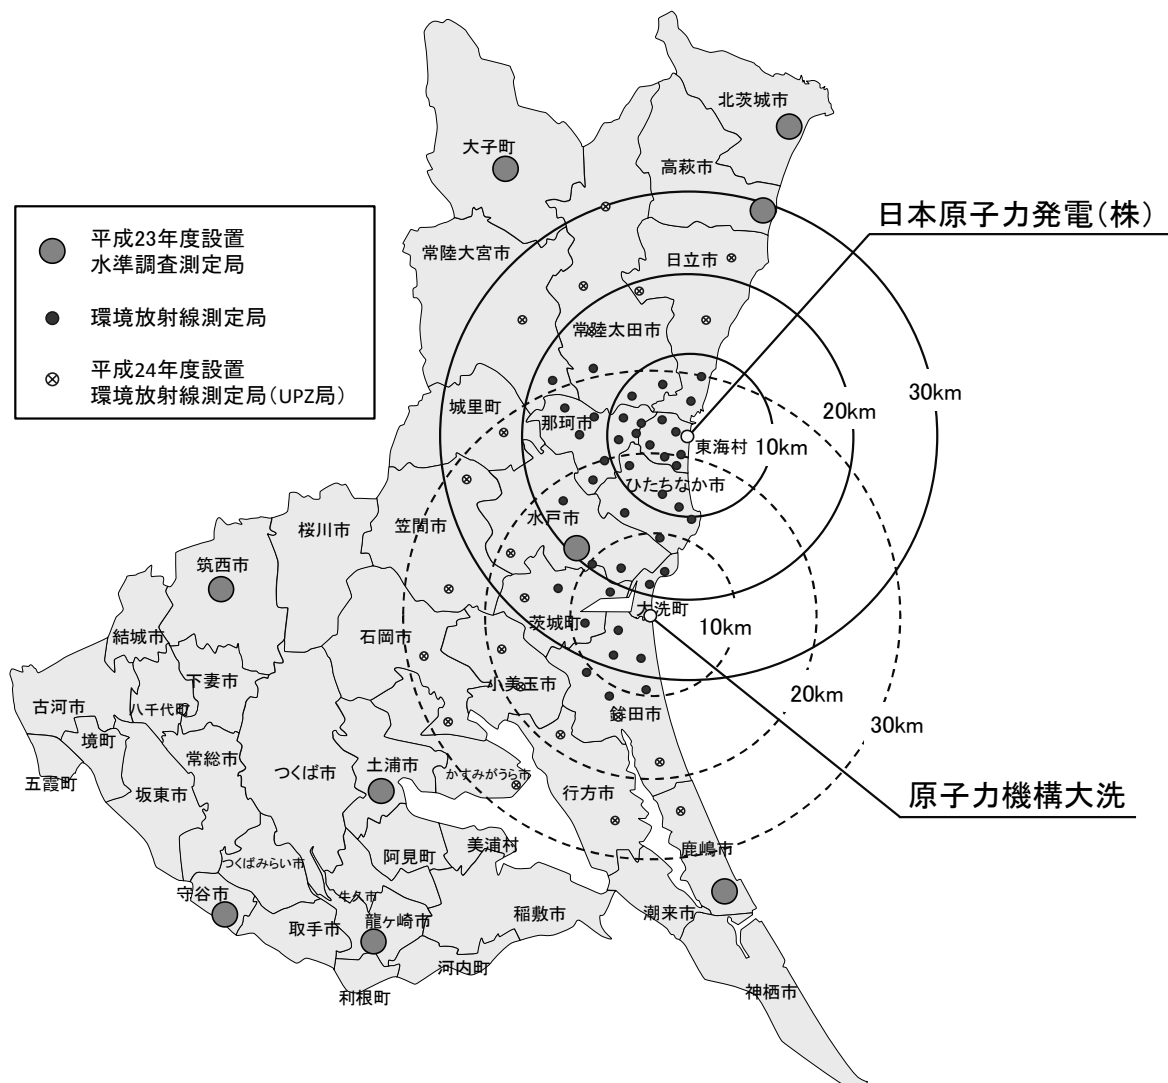 北茨城市
大子町
高萩市
日本原子力発電(株)
平成23年度設置
水準調査測定局
環境放射線測定局
平成24年度設置
環境放射線測定局(UPZ局)
常陸大宮市
日立市
常陸太田市
30km
20km
10km
城里町
那珂市
東海村
ひたちなか市
水戸市
笠間市
桜川市
筑西市
大洗町
茨城町
10km
20km
30km
結城市
石岡市
小美玉市
下妻市
八千代町
古河市
鉾田市
境町
常総市
つくば市
土浦市
かすみがうら市
五霞町
坂東市
行方市
原子力機構大洗
美浦村
阿見町
鹿嶋市
つくばみらい市
守谷市
牛久市
取手市
龍ヶ崎市
稲敷市
潮来市
河内町
利根町
神栖市